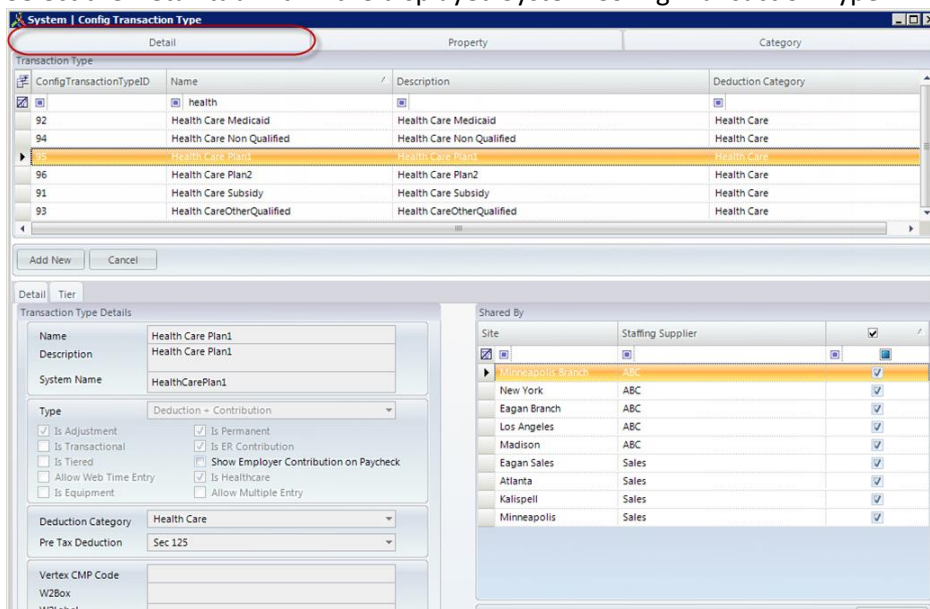 System | Config Transaction Type
Detail Property Category
Transaction Type
ConfigTransactionTypeID Name Description Deduction Category
health
92 Health Care Medicaid Health Care Medicaid Health Care
94 Health Care Non Qualified Health Care Non Qualified Health Care
95 Health Care Plan1 Health Care Plan1 Health Care
96 Health Care Plan2 Health Care Plan2 Health Care
91 Health Care Subsidy Health Care Subsidy Health Care
93 Health CareOtherQualified Health CareOtherQualified Health Care
Add New Cancel
Detail Tier
Transaction Type Details
Name Health Care Plan1
Description Health Care Plan1
System Name HealthCarePlan1
Type Deduction + Contribution
Is Adjustment Is Permanent
Is Transactional Is ER Contribution
Is Tiered Show Employer Contribution on Paycheck
Allow Web Time Entry Is Healthcare
Is Equipment Allow Multiple Entry
Deduction Category Health Care
Pre Tax Deduction Sec 125
Vertex CMP Code
W2Box
Shared By
Site Staffing Supplier
Minneapolis Branch ABC
New York ABC
Eagan Branch ABC
Los Angeles ABC
Madison ABC
Eagan Sales Sales
Atlanta Sales
Kalispell Sales
Minneapolis Sales